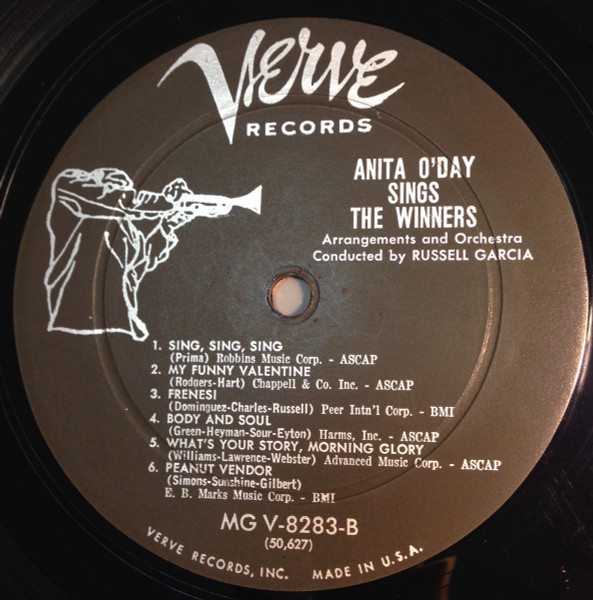 Verve
RECORDS
ANITA O'DAY
SINGS
THE WINNERS
Arrangements and Orchestra
Conducted by RUSSELL GARCIA
1. SING, SING, SING
(Prima) Robbins Music Corp. - ASCAP
2. MY FUNNY VALENTINE
(Rodners-Hart) Chappell & Co. Inc. - ASCAP
3. FRENESI
(Dominguez-Charles-Russell) Peer Intn'l Corp. - BMI
4. BODY AND SOUL
(Green-Heyman-Sour-Eyton) Harms, Inc. - ASCAP
5. WHAT'S YOUR STORY, MORNING GLORY
(Williams-Lawrence-Webster) Advanced Music Corp. - ASCAP
6. PEANUT VENDOR
(Simons-Sunshine-Gilbert)
E. B. Marks Music Corp. - BMI
MG V-8283-B
(50,627)
VERVE RECORDS, INC. MADE IN U.S.A.